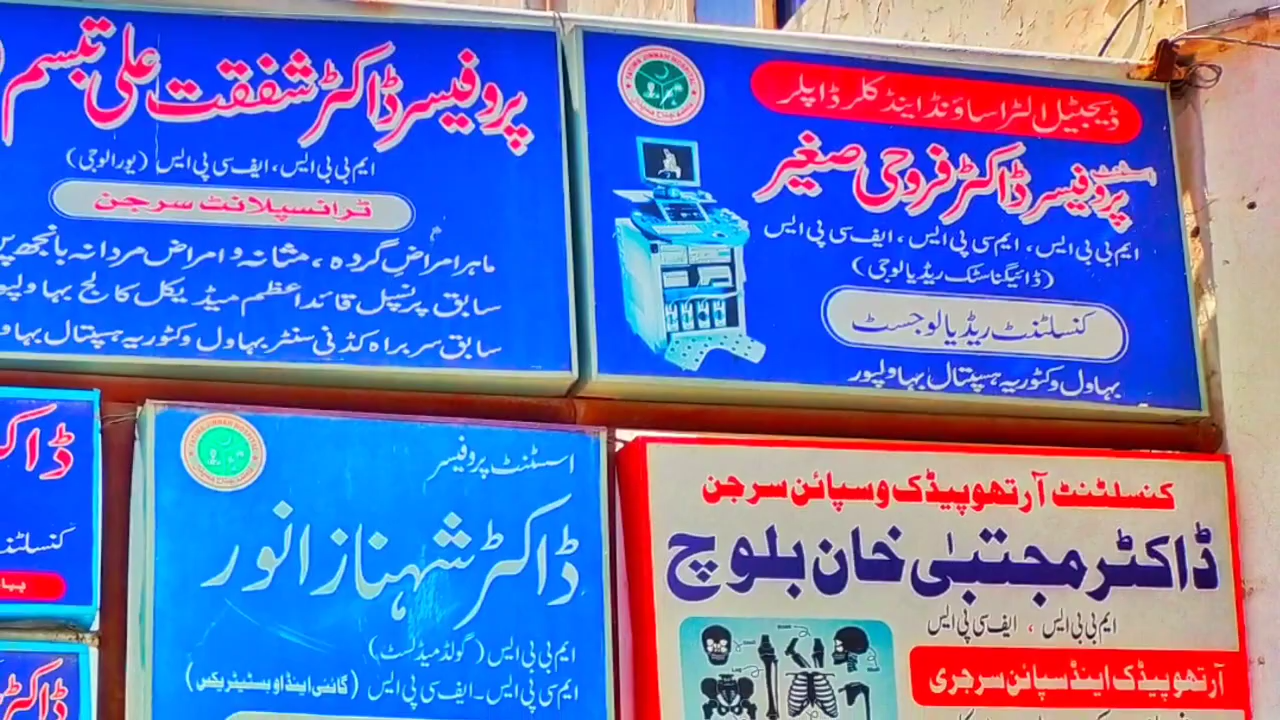 پروفیسر ڈاکٹر شفقت علی تبسم
ایم بی بی ایس، ایف سی پی ایس (یورالوجی)
ٹرانسپلانٹ سرجن
ماہر امراضِ گردہ، مثانہ و امراض مردانہ بانجھ پن
سابق پرنسپل قائداعظم میڈیکل کالج بہاولپور
سابق سربراہ کڈنی سنٹر بہاول وکٹوریہ ہسپتال
ڈیجیٹل الٹراساؤنڈ اینڈ کلر ڈاپلر
اسسٹنٹ
پروفیسر ڈاکٹر فروحی صغیر
ایم بی بی ایس، ایم سی پی ایس، ایف سی پی ایس
(ڈائیگناسٹک ریڈیالوجی)
کنسلٹنٹ ریڈیالوجسٹ
بہاول وکٹوریہ ہسپتال بہاولپور
اسسٹنٹ پروفیسر
ڈاکٹر شہناز انور
ایم بی بی ایس (گولڈ میڈلسٹ)
ایم سی پی ایس۔ ایف سی پی ایس (گائنی اینڈ اوبسٹیٹریکس)
کنسلٹنٹ آرتھوپیڈک و سپائن سرجن
ڈاکٹر مجتبیٰ خان بلوچ
ایم بی بی ایس، ایف سی پی ایس
آرتھوپیڈک اینڈ سپائن سرجری